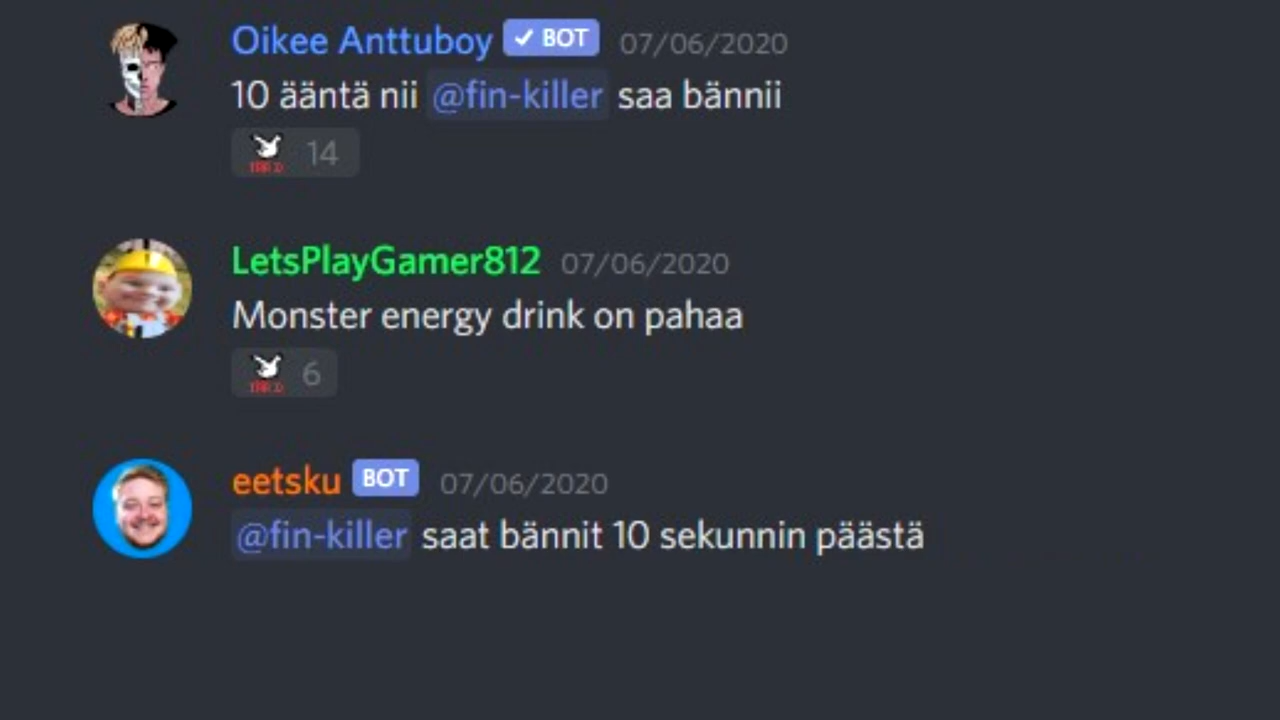 Oikee Anttuboy ✓ BOT 07/06/2020
10 ääntä nii @fin-killer saa bännii
14
LetsPlayGamer812 07/06/2020
Monster energy drink on pahaa
6
eetsku BOT 07/06/2020
@fin-killer saat bännit 10 sekunnin päästä